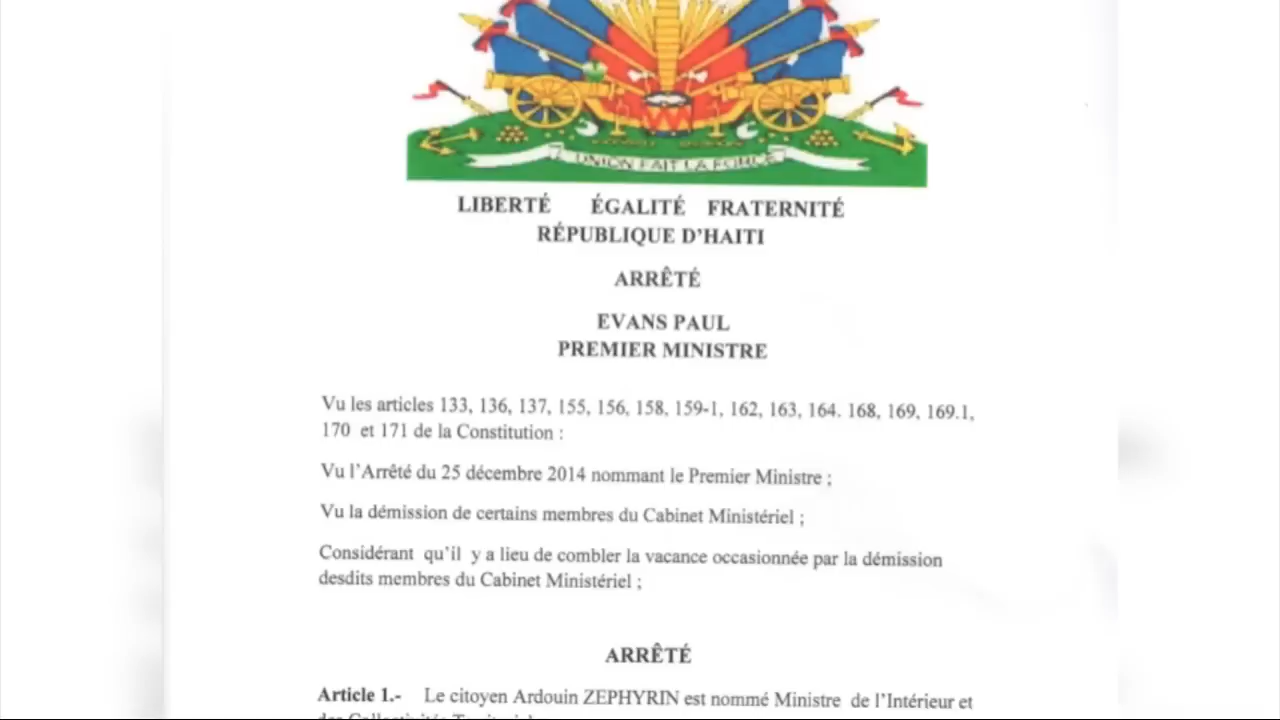 L'UNION FAIT LA FORCE
LIBERTÉ ÉGALITÉ FRATERNITÉ
RÉPUBLIQUE D'HAITI
ARRÊTÉ
EVANS PAUL
PREMIER MINISTRE
Vu les articles 133, 136, 137, 155, 156, 158, 159-1, 162, 163, 164. 168, 169, 169.1,
170 et 171 de la Constitution :
Vu l'Arrêté du 25 décembre 2014 nommant le Premier Ministre ;
Vu la démission de certains membres du Cabinet Ministériel ;
Considérant qu'il y a lieu de combler la vacance occasionnée par la démission
desdits membres du Cabinet Ministériel ;
ARRÊTÉ
Article 1.- Le citoyen Ardouin ZEPHYRIN est nommé Ministre de l'Intérieur et